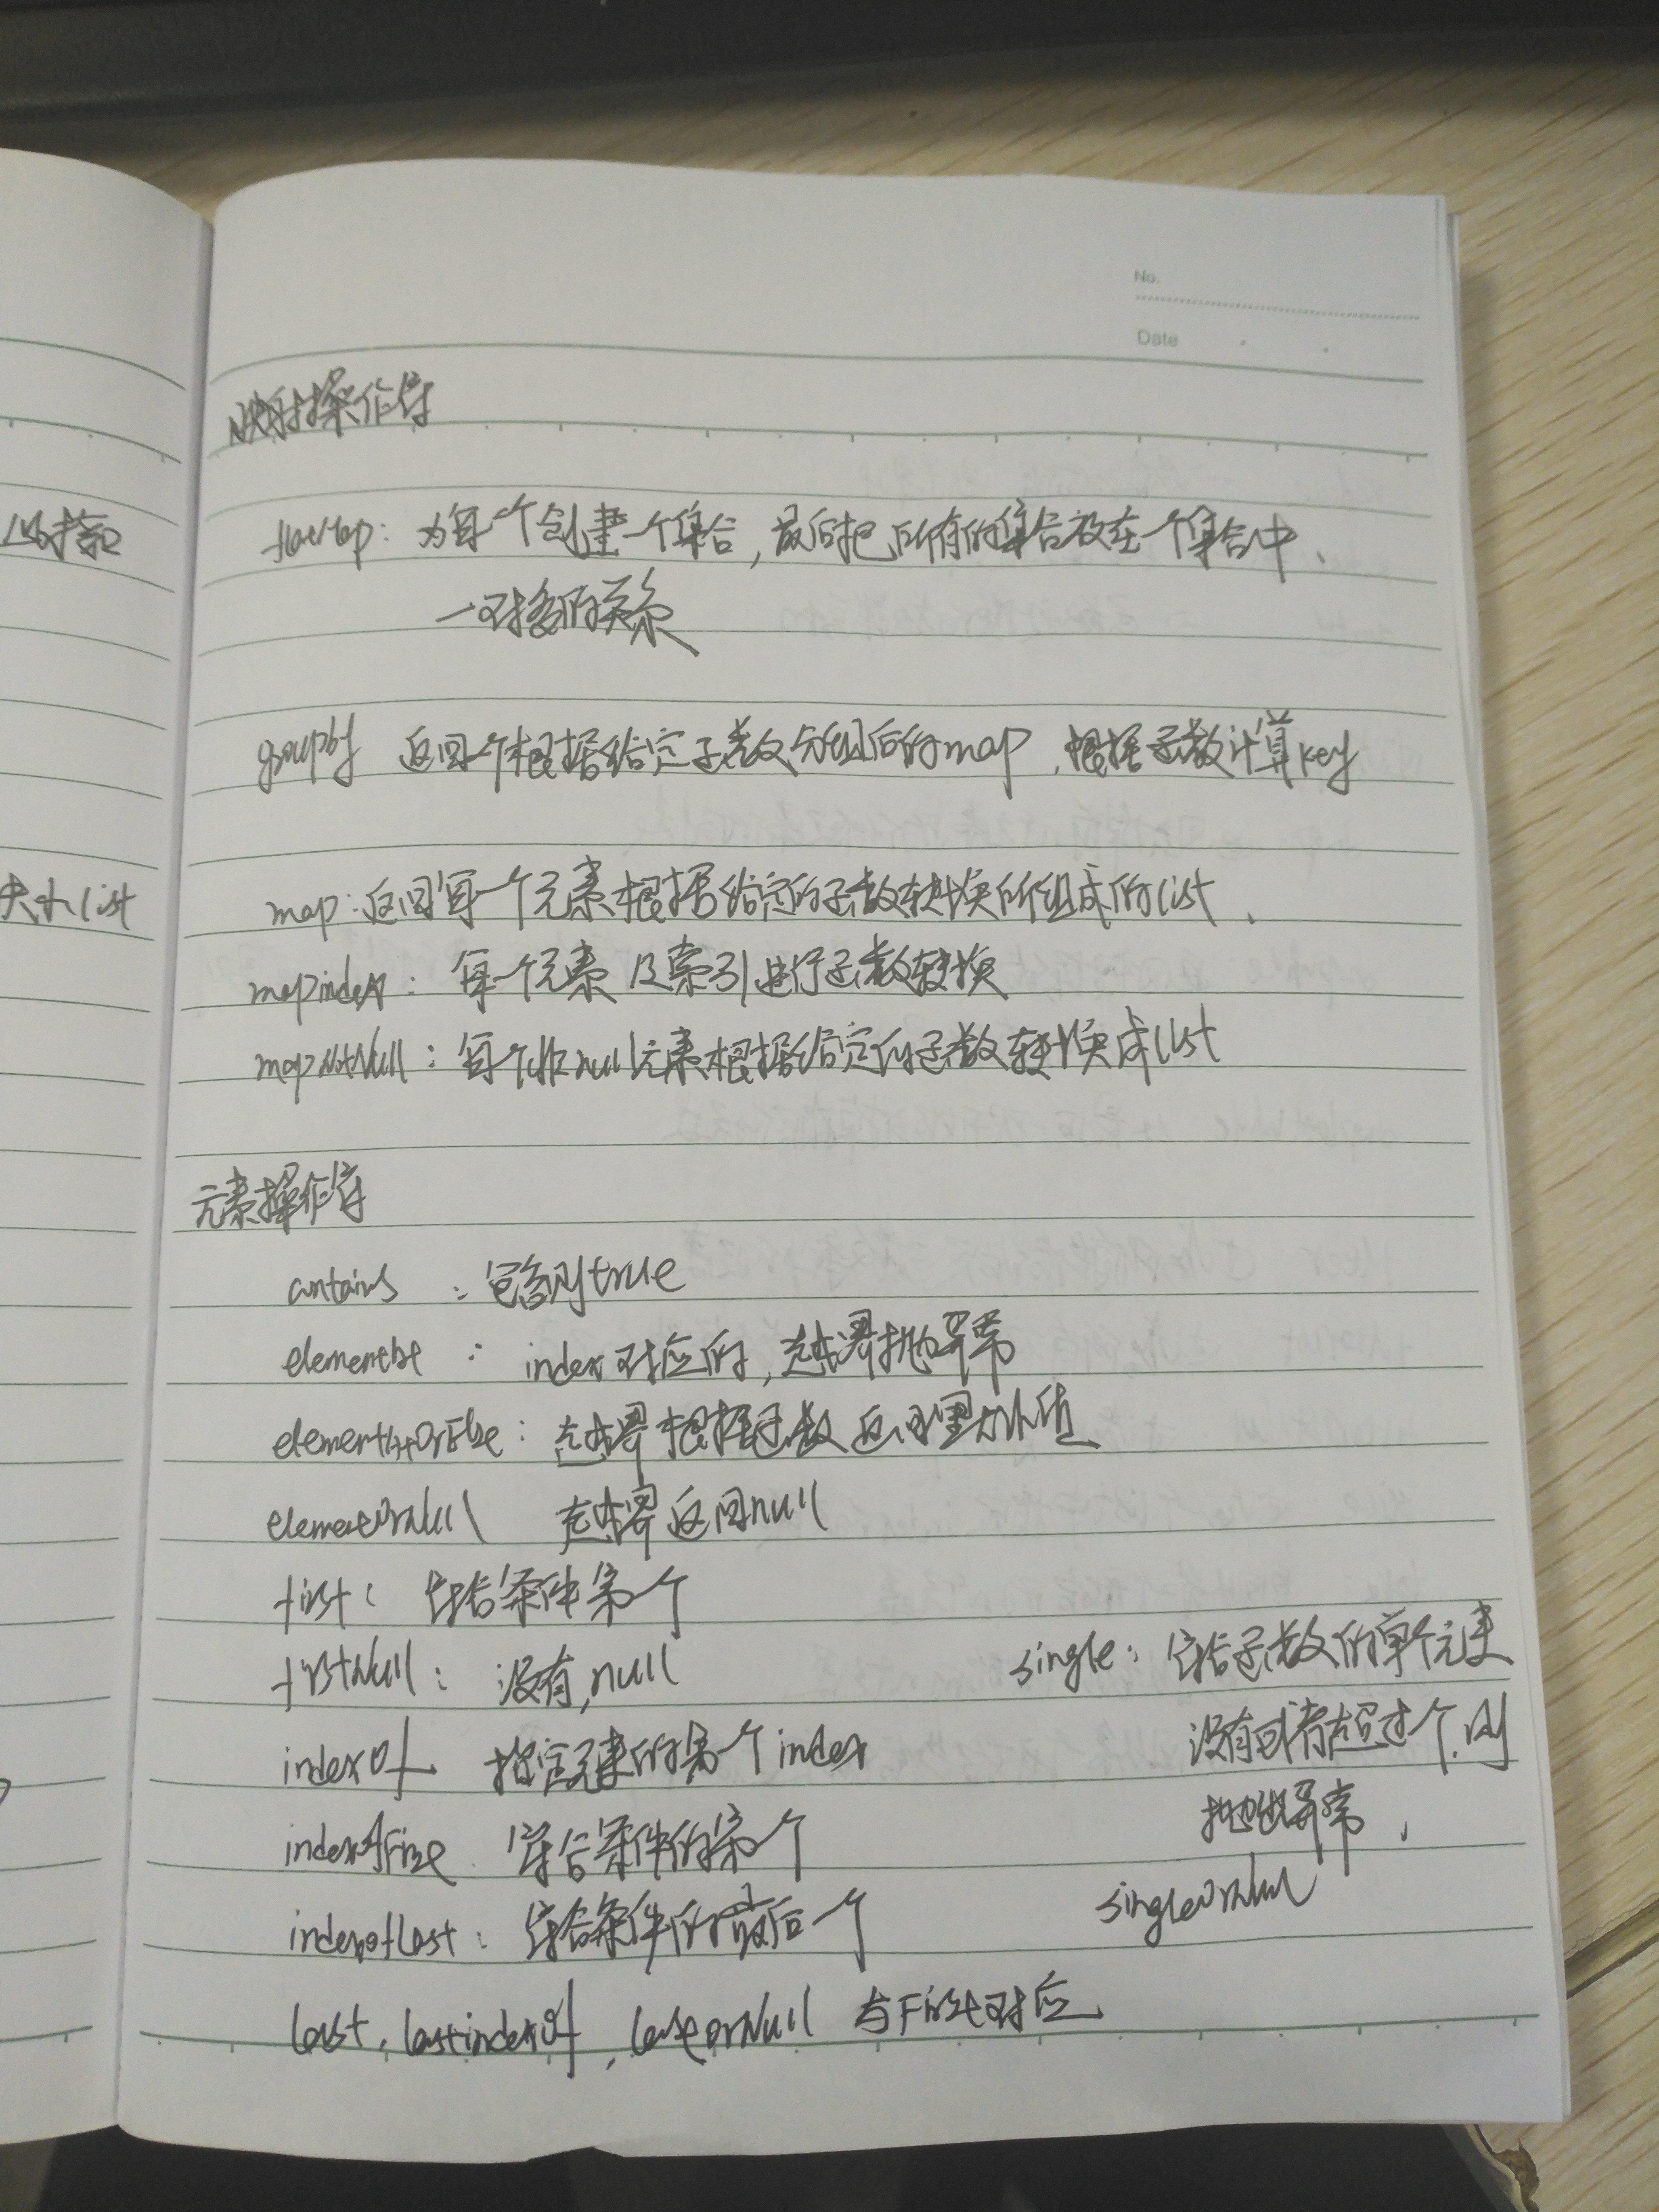 No.
Date
映射操作符
flatMap: 为每一个创建一个集合,最后把所有的集合放在一个集合中、
一对多的关系
groupby 返回一个根据给定函数分组后的map,根据函数计算key
map:返回每一个元素根据给定的函数转换所组成的list.
mapindex: 每一个元素及索引进行函数转换
mapNotNull:每个非null元素根据给定的函数转换成list
元素操作符
contains :包含则true
elementAt : index对应的,越界抛异常
elementAtOrElse:越界根据函数返回默认值
elementOrNull 越界返回null
first: 符合条件第一个
firstNull: 没有,null
indexOf 指定元素的第一个index
indexOfFirst 符合条件的第一个
indexOfLast: 符合条件的最后一个
last,lastindexOf,lastOrNull 与First对应
single:符合函数的单个元素
没有或者超过一个,则
抛出异常,
singleOrNull
的指
大小list